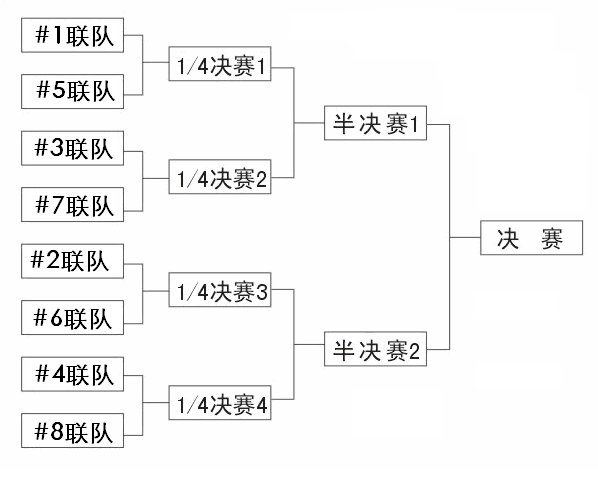 #1联队
#5联队
#3联队
#7联队
#2联队
#6联队
#4联队
#8联队
1/4决赛1
1/4决赛2
1/4决赛3
1/4决赛4
半决赛1
半决赛2
决 赛